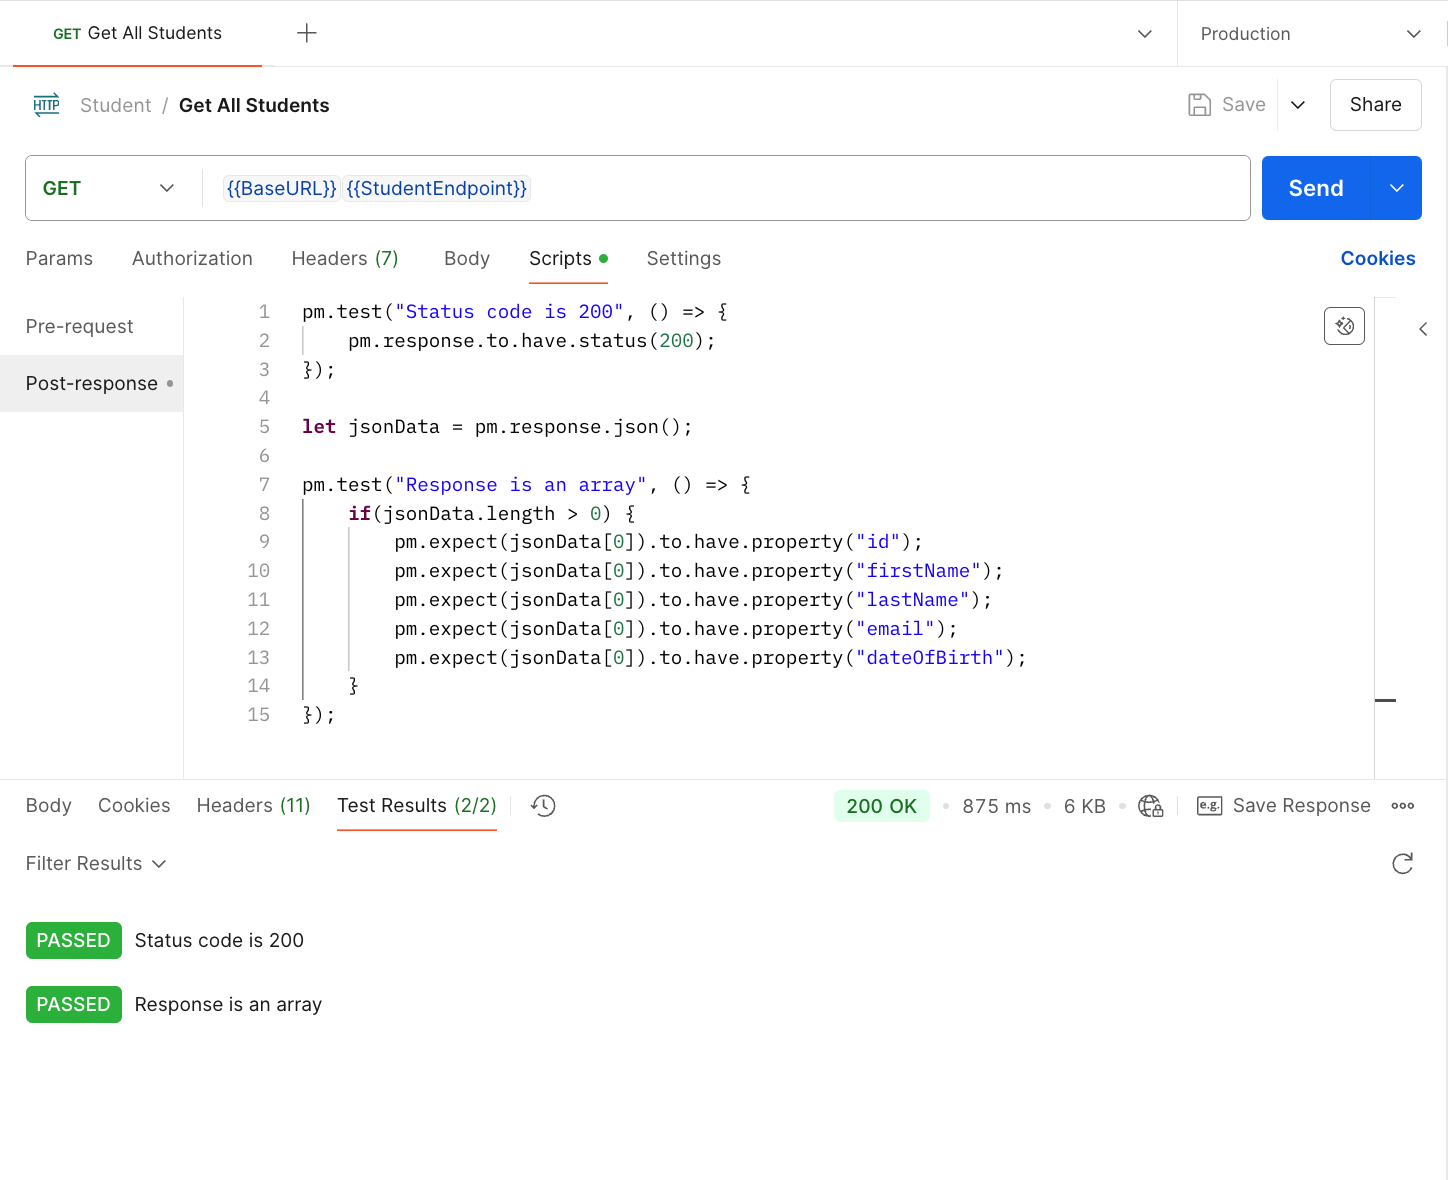 GET Get All Students
Production
HTTP Student / Get All Students
Save
Share
GET
{{BaseURL}} {{StudentEndpoint}}
Send
Params Authorization Headers (7) Body Scripts Settings
Cookies
Pre-request
Post-response
1 pm.test("Status code is 200", () => {
2 pm.response.to.have.status(200);
3 });
4
5 let jsonData = pm.response.json();
6
7 pm.test("Response is an array", () => {
8 if(jsonData.length > 0) {
9 pm.expect(jsonData[0]).to.have.property("id");
10 pm.expect(jsonData[0]).to.have.property("firstName");
11 pm.expect(jsonData[0]).to.have.property("lastName");
12 pm.expect(jsonData[0]).to.have.property("email");
13 pm.expect(jsonData[0]).to.have.property("dateOfBirth");
14 }
15 });
Body Cookies Headers (11) Test Results (2/2)
200 OK • 875 ms • 6 KB •
e.g. Save Response
Filter Results
PASSED Status code is 200
PASSED Response is an array